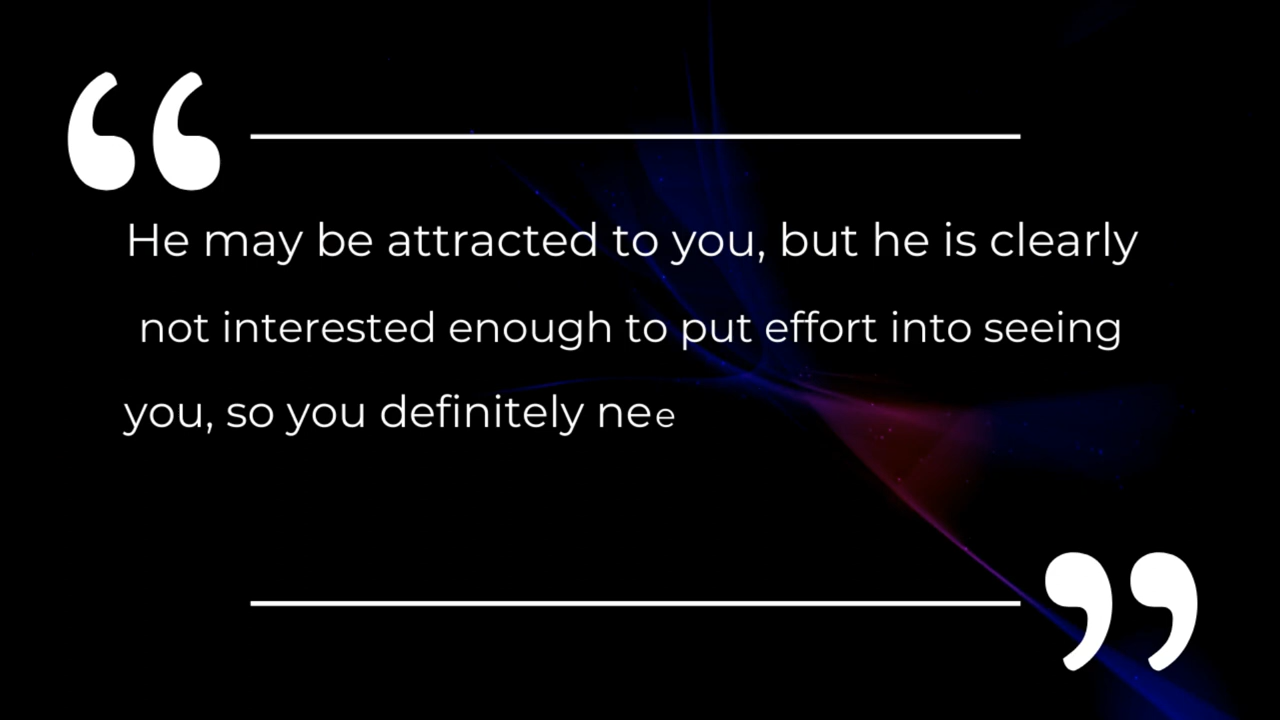 “
He may be attracted to you, but he is clearly
not interested enough to put effort into seeing
you, so you definitely nee
”